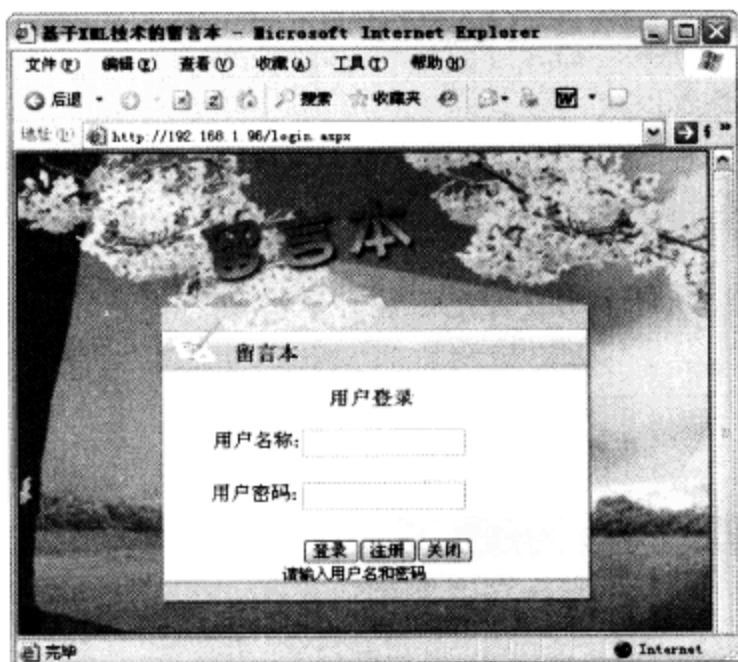 基于XML技术的留言本 - Microsoft Internet Explorer
文件(F) 编辑(E) 查看(V) 收藏(A) 工具(T) 帮助(H)
后退 搜索 收藏夹
地址(D) http://192.168.1.96/login.aspx
留言本
留言本
用户登录
用户名称:
用户密码:
登录 注册 关闭
请输入用户名和密码
完毕 Internet